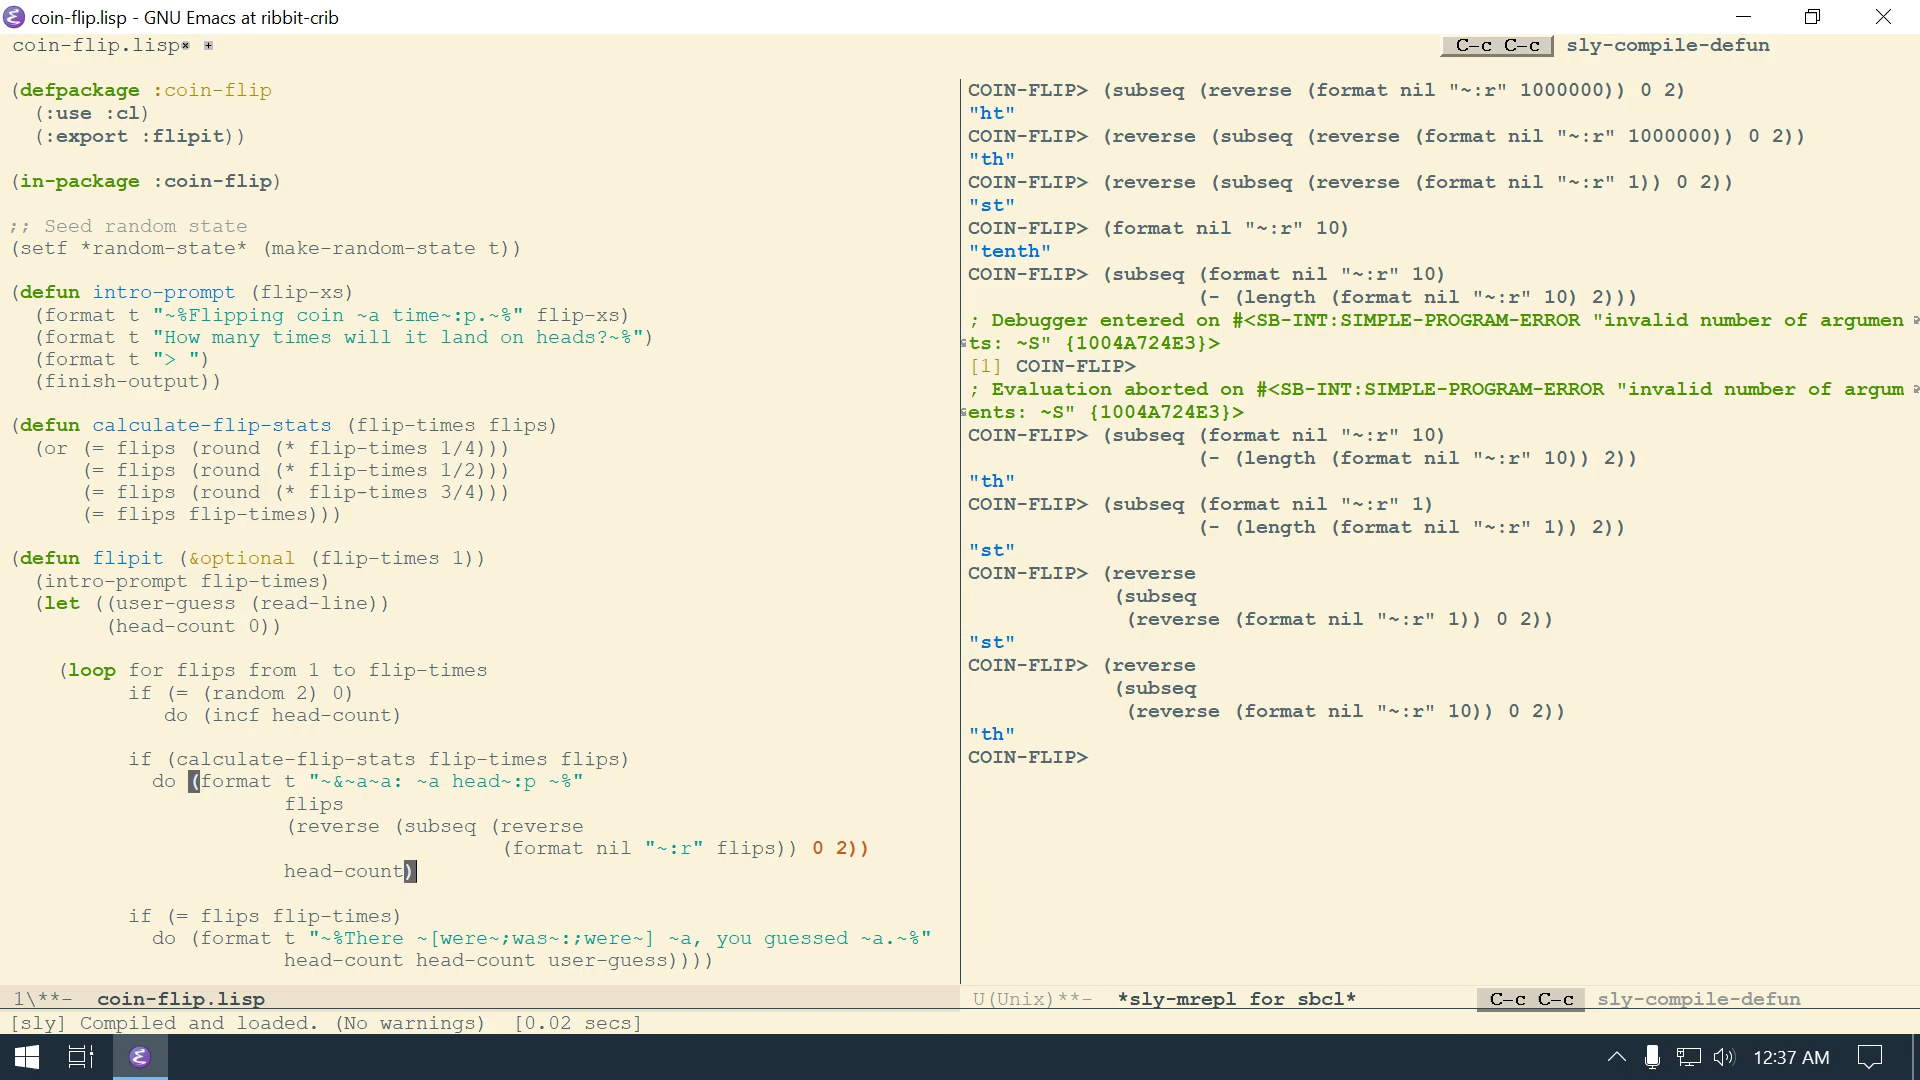 coin-flip.lisp - GNU Emacs at ribbit-crib
coin-flip.lisp
C-c C-c sly-compile-defun
(defpackage :coin-flip
(:use :cl)
(:export :flipit))
(in-package :coin-flip)
;; Seed random state
(setf *random-state* (make-random-state t))
(defun intro-prompt (flip-xs)
(format t "~%Flipping coin ~a time~:p.~%" flip-xs)
(format t "How many times will it land on heads?~%")
(format t "> ")
(finish-output))
(defun calculate-flip-stats (flip-times flips)
(or (= flips (round (* flip-times 1/4)))
(= flips (round (* flip-times 1/2)))
(= flips (round (* flip-times 3/4)))
(= flips flip-times)))
(defun flipit (&optional (flip-times 1))
(intro-prompt flip-times)
(let ((user-guess (read-line))
(head-count 0))
(loop for flips from 1 to flip-times
if (= (random 2) 0)
do (incf head-count)
if (calculate-flip-stats flip-times flips)
do (format t "~&~a~a: ~a head~:p ~%"
flips
(reverse (subseq (reverse
(format nil "~:r" flips)) 0 2))
head-count)
if (= flips flip-times)
do (format t "~%There ~[were~;was~:;were~] ~a, you guessed ~a.~%"
head-count head-count user-guess))))
COIN-FLIP> (subseq (reverse (format nil "~:r" 1000000)) 0 2)
"ht"
COIN-FLIP> (reverse (subseq (reverse (format nil "~:r" 1000000)) 0 2))
"th"
COIN-FLIP> (reverse (subseq (reverse (format nil "~:r" 1)) 0 2))
"st"
COIN-FLIP> (format nil "~:r" 10)
"tenth"
COIN-FLIP> (subseq (format nil "~:r" 10)
(- (length (format nil "~:r" 10) 2)))
; Debugger entered on #<SB-INT:SIMPLE-PROGRAM-ERROR "invalid number of argumen
ts: ~S" {1004A724E3}>
[1] COIN-FLIP>
; Evaluation aborted on #<SB-INT:SIMPLE-PROGRAM-ERROR "invalid number of argum
ents: ~S" {1004A724E3}>
COIN-FLIP> (subseq (format nil "~:r" 10)
(- (length (format nil "~:r" 10)) 2))
"th"
COIN-FLIP> (subseq (format nil "~:r" 1)
(- (length (format nil "~:r" 1)) 2))
"st"
COIN-FLIP> (reverse
(subseq
(reverse (format nil "~:r" 1)) 0 2))
"st"
COIN-FLIP> (reverse
(subseq
(reverse (format nil "~:r" 10)) 0 2))
"th"
COIN-FLIP>
1\**- coin-flip.lisp
U(Unix)**- *sly-mrepl for sbcl* C-c C-c sly-compile-defun
[sly] Compiled and loaded. (No warnings) [0.02 secs]
12:37 AM